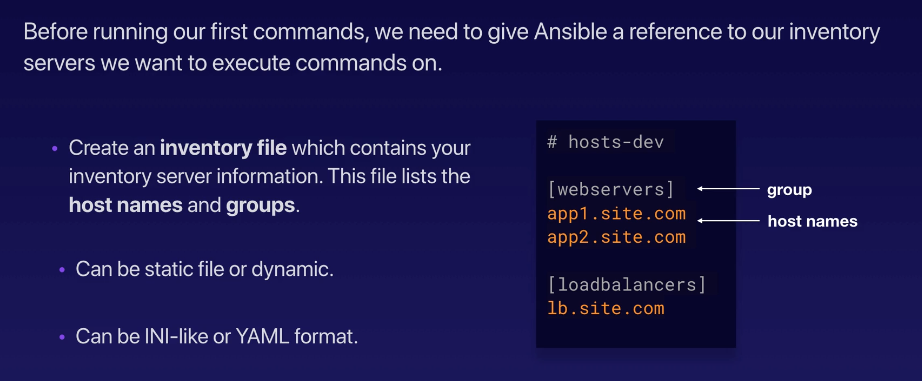 Before running our first commands, we need to give Ansible a reference to our inventory
servers we want to execute commands on.
• Create an inventory file which contains your
inventory server information. This file lists the
host names and groups.
• Can be static file or dynamic.
• Can be INI-like or YAML format.
# hosts-dev
[webservers]
group
app1.site.com
host names
app2.site.com
[loadbalancers]
lb.site.com